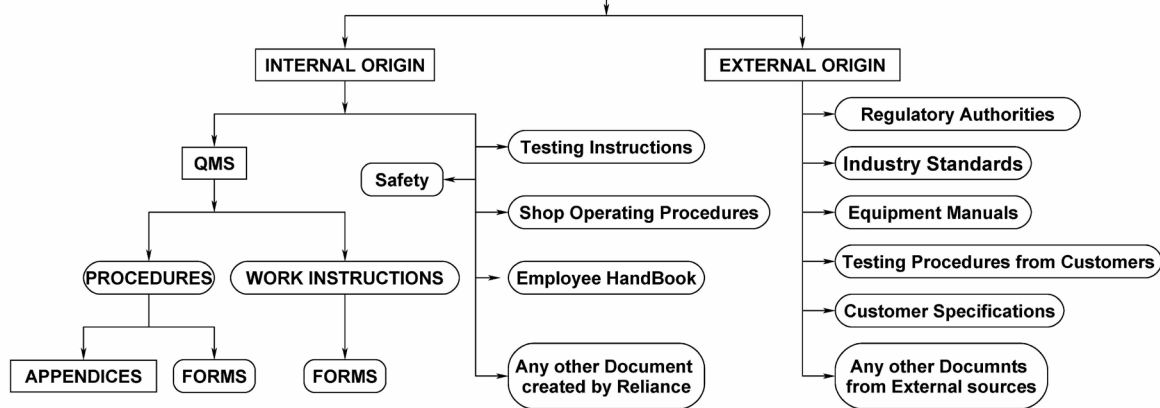 INTERNAL ORIGIN
EXTERNAL ORIGIN
QMS
Testing Instructions
Safety
Shop Operating Procedures
PROCEDURES
WORK INSTRUCTIONS
Employee HandBook
APPENDICES
FORMS
FORMS
Any other Document
created by Reliance
Regulatory Authorities
Industry Standards
Equipment Manuals
Testing Procedures from Customers
Customer Specifications
Any other Documnts
from External sources